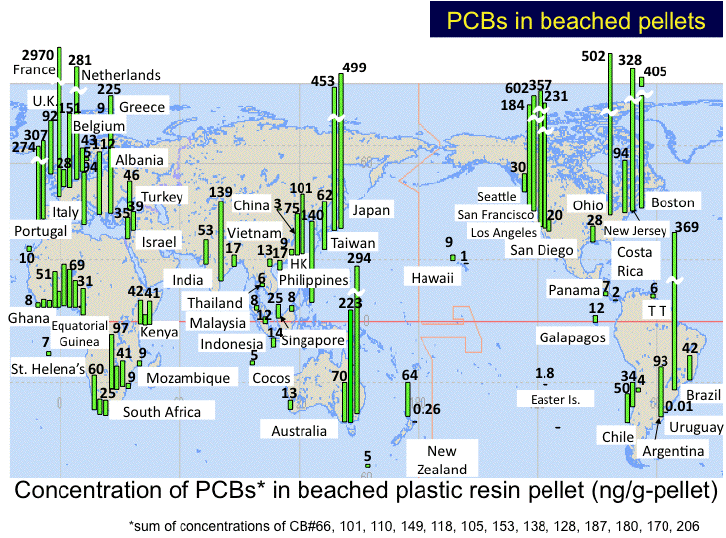 PCBs in beached pellets
2970
France
281
Netherlands
225
Greece
U.K.
92
151
9
Belgium
307
274
43
5
94
112
28
Albania
46
Italy
Portugal
35
39
Turkey
Israel
139
53
India
17
Vietnam
China
3
75
101
140
62
453
499
Japan
Taiwan
13
9
17
HK
Philippines
294
6
Thailand
8
Malaysia
12
25
8
Singapore
Indonesia
14
223
10
51
69
31
8
Ghana
Equatorial
Guinea
42
41
Kenya
97
7
St. Helena's
60
25
41
9
9
Mozambique
South Africa
5
Cocos
13
Australia
70
64
0.26
New
Zealand
5
9
1
Hawaii
602
357
184
231
30
Seattle
San Francisco
Los Angeles
20
San Diego
502
328
405
94
Ohio
28
New Jersey
Boston
Costa
Rica
369
Panama
7
2
6
T T
12
Galapagos
1.8
Easter Is.
50
34
4
Chile
93
42
Brazil
0.01
Uruguay
Argentina
Concentration of PCBs* in beached plastic resin pellet (ng/g-pellet)
*sum of concentrations of CB#66, 101, 110, 149, 118, 105, 153, 138, 128, 187, 180, 170, 206